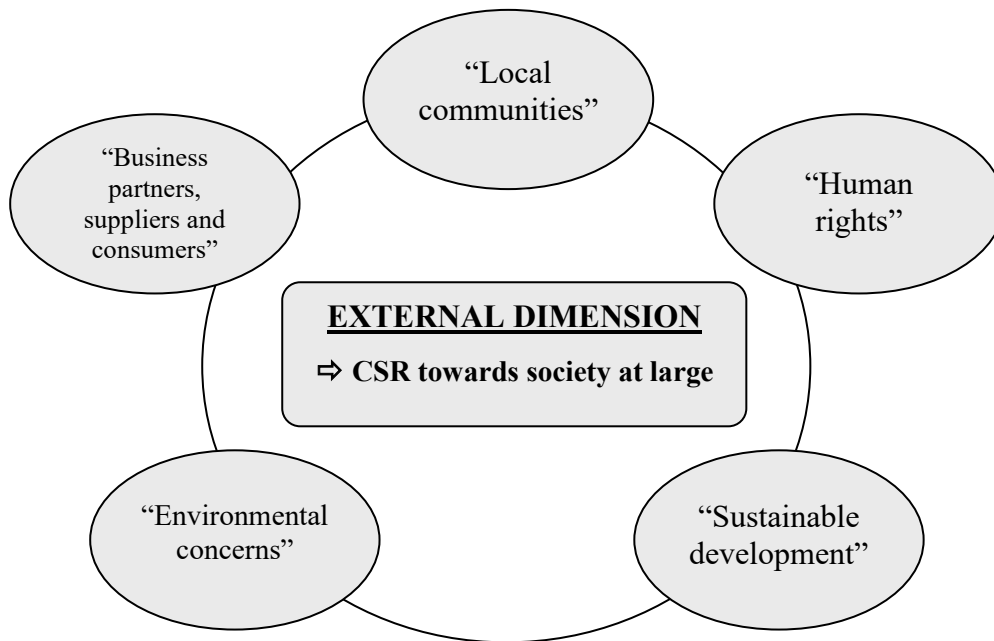 “Local
communities”
“Business
partners,
suppliers and
consumers”
“Human
rights”
EXTERNAL DIMENSION
⇨ CSR towards society at large
“Environmental
concerns”
“Sustainable
development”